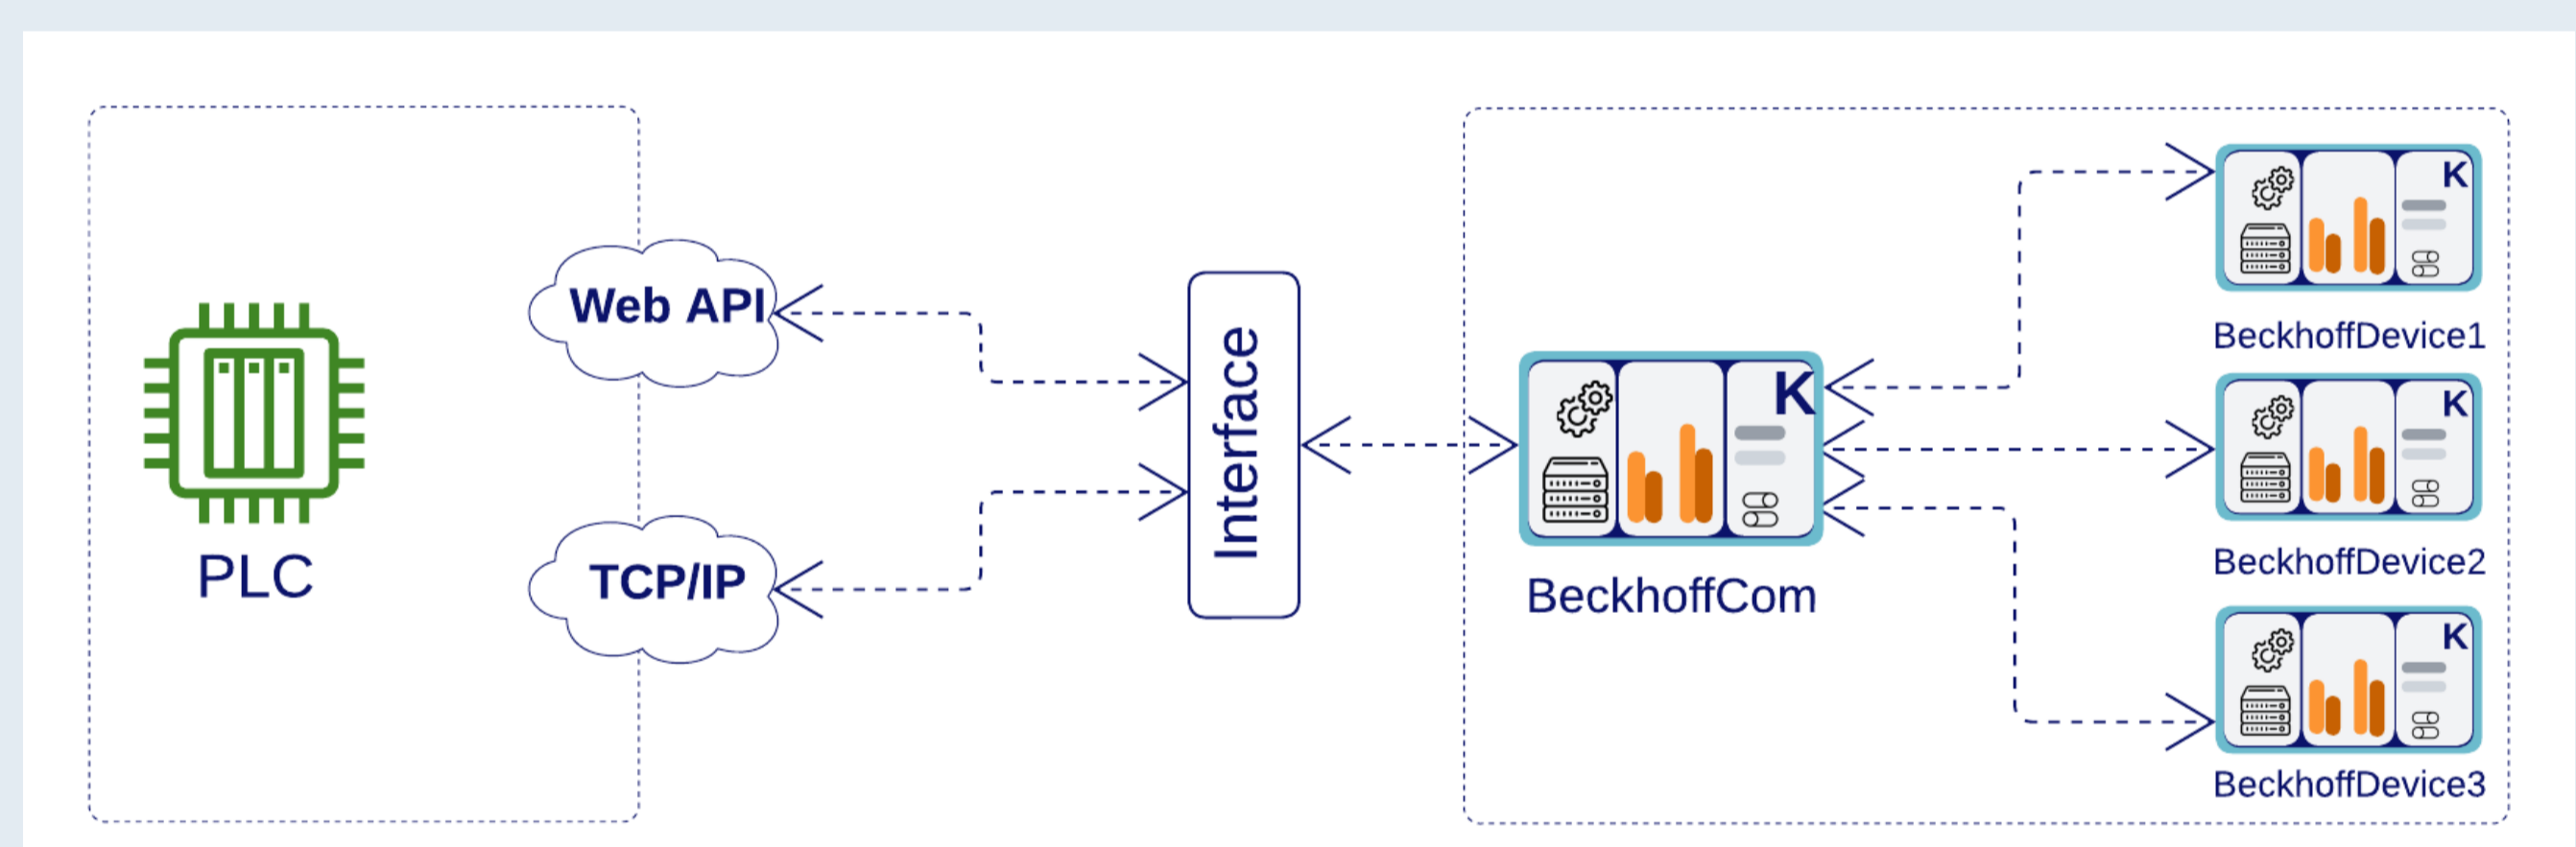 Web API
PLC
TCP/IP
Interface
K
BeckhoffCom
K
BeckhoffDevice1
K
BeckhoffDevice2
K
BeckhoffDevice3